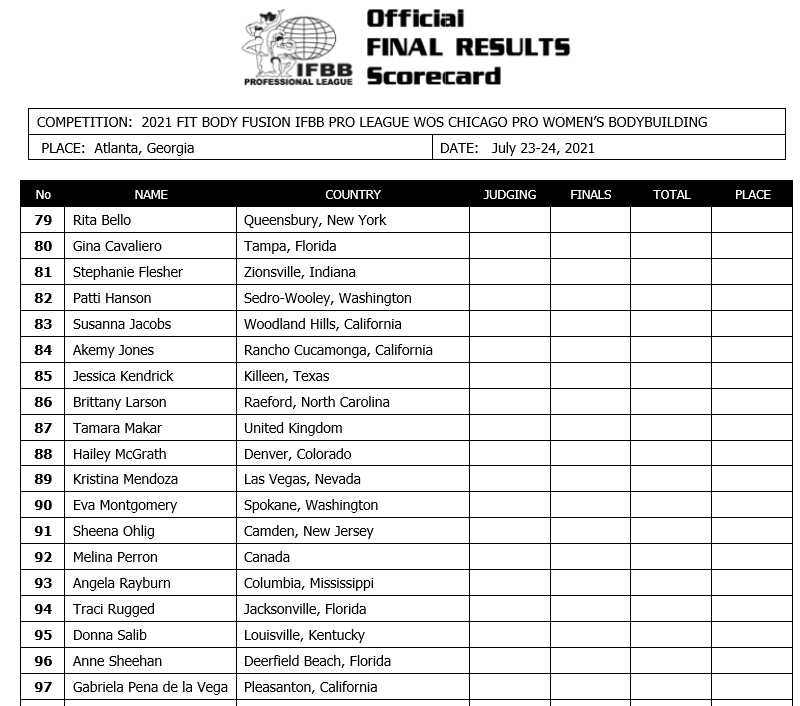 Official
FINAL RESULTS
Scorecard
IFBB
PROFESSIONAL LEAGUE
COMPETITION: 2021 FIT BODY FUSION IFBB PRO LEAGUE WOS CHICAGO PRO WOMEN'S BODYBUILDING
PLACE: Atlanta, Georgia DATE: July 23-24, 2021
No NAME COUNTRY JUDGING FINALS TOTAL PLACE
79 Rita Bello Queensbury, New York
80 Gina Cavaliero Tampa, Florida
81 Stephanie Flesher Zionsville, Indiana
82 Patti Hanson Sedro-Wooley, Washington
83 Susanna Jacobs Woodland Hills, California
84 Akemy Jones Rancho Cucamonga, California
85 Jessica Kendrick Killeen, Texas
86 Brittany Larson Raeford, North Carolina
87 Tamara Makar United Kingdom
88 Hailey McGrath Denver, Colorado
89 Kristina Mendoza Las Vegas, Nevada
90 Eva Montgomery Spokane, Washington
91 Sheena Ohlig Camden, New Jersey
92 Melina Perron Canada
93 Angela Rayburn Columbia, Mississippi
94 Traci Rugged Jacksonville, Florida
95 Donna Salib Louisville, Kentucky
96 Anne Sheehan Deerfield Beach, Florida
97 Gabriela Pena de la Vega Pleasanton, California